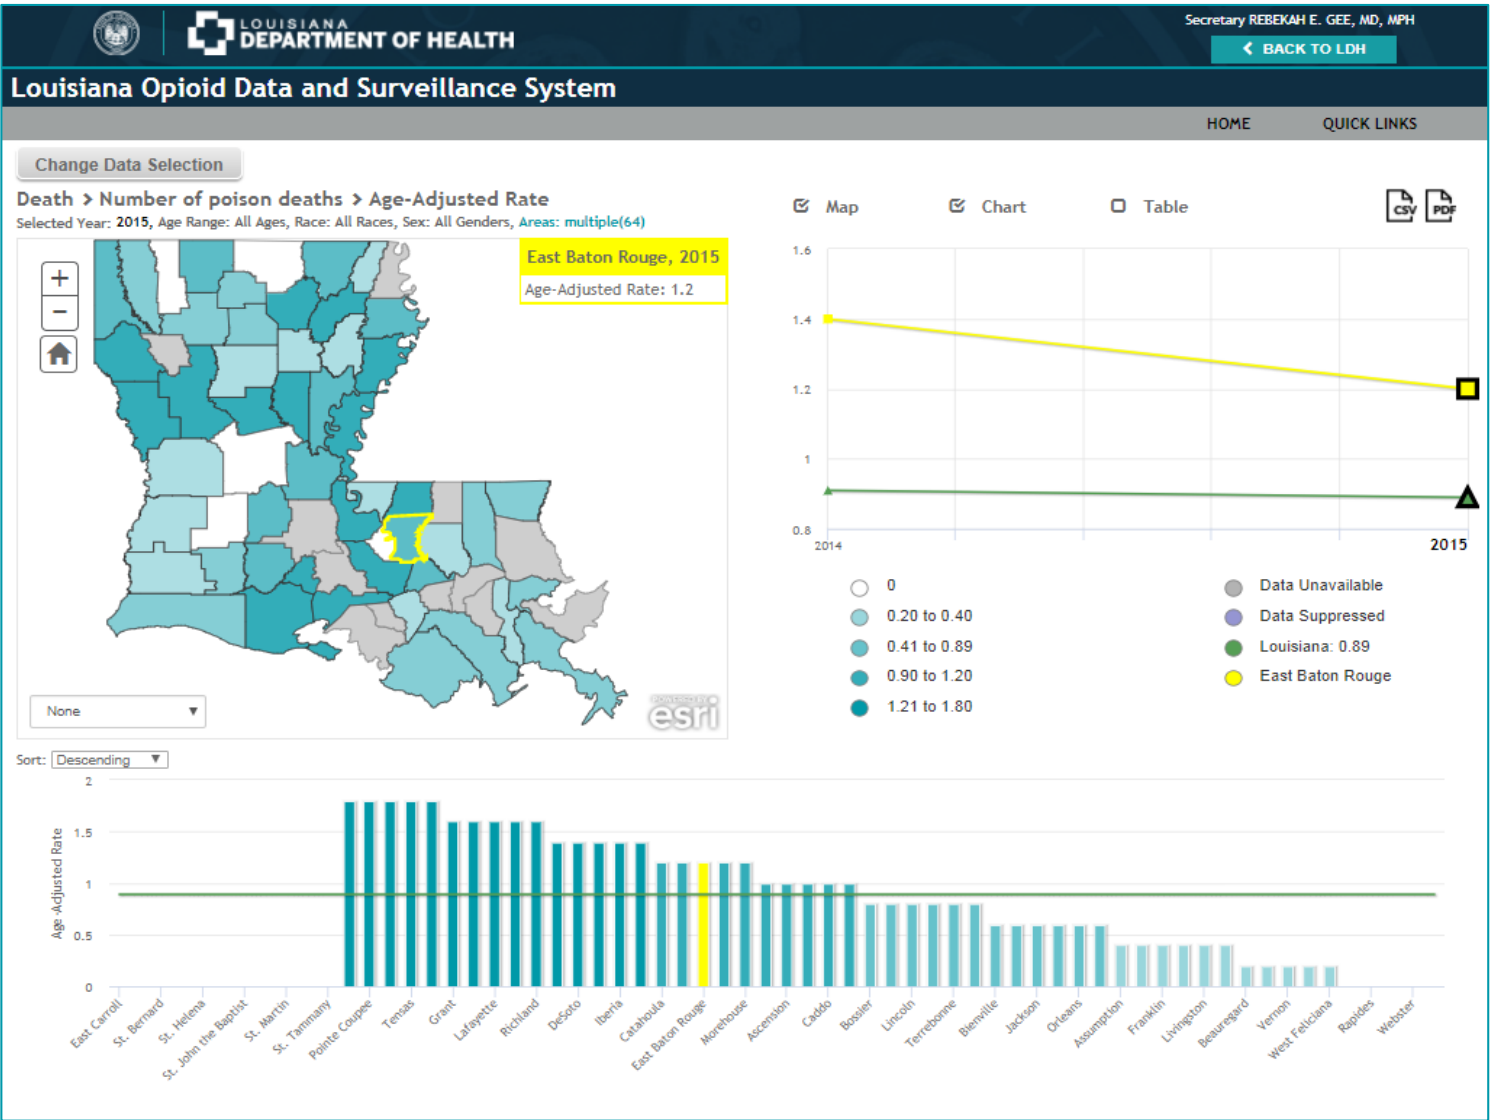 LOUISIANA
DEPARTMENT OF HEALTH
Secretary REBEKAH E. GEE, MD, MPH
BACK TO LDH
Louisiana Opioid Data and Surveillance System
HOME QUICK LINKS
Change Data Selection
Death > Number of poison deaths > Age-Adjusted Rate
Selected Year: 2015, Age Range: All Ages, Race: All Races, Sex: All Genders, Areas: multiple(64)
Map Chart Table
CSV PDF
East Baton Rouge, 2015
Age-Adjusted Rate: 1.2
+
−
None
POWERED BY
esri
1.6
1.4
1.2
1
0.8
2014 2015
0 Data Unavailable
0.20 to 0.40 Data Suppressed
0.41 to 0.89 Louisiana: 0.89
0.90 to 1.20 East Baton Rouge
1.21 to 1.80
Sort: Descending
Age-Adjusted Rate
2
1.5
1
0.5
0
East Carroll
St. Bernard
St. Helena
St. John the Baptist
St. Martin
St. Tammany
Pointe Coupee
Tensas
Grant
Lafayette
Richland
DeSoto
Iberia
Catahoula
East Baton Rouge
Morehouse
Ascension
Caddo
Bossier
Lincoln
Terrebonne
Bienville
Jackson
Orleans
Assumption
Franklin
Livingston
Beauregard
Vernon
West Feliciana
Rapides
Webster